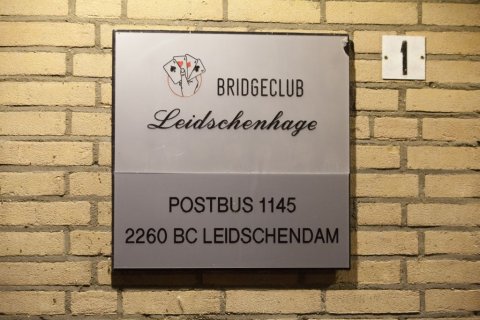 BRIDGECLUB
Leidschenhage
POSTBUS 1145
2260 BC LEIDSCHENDAM
1